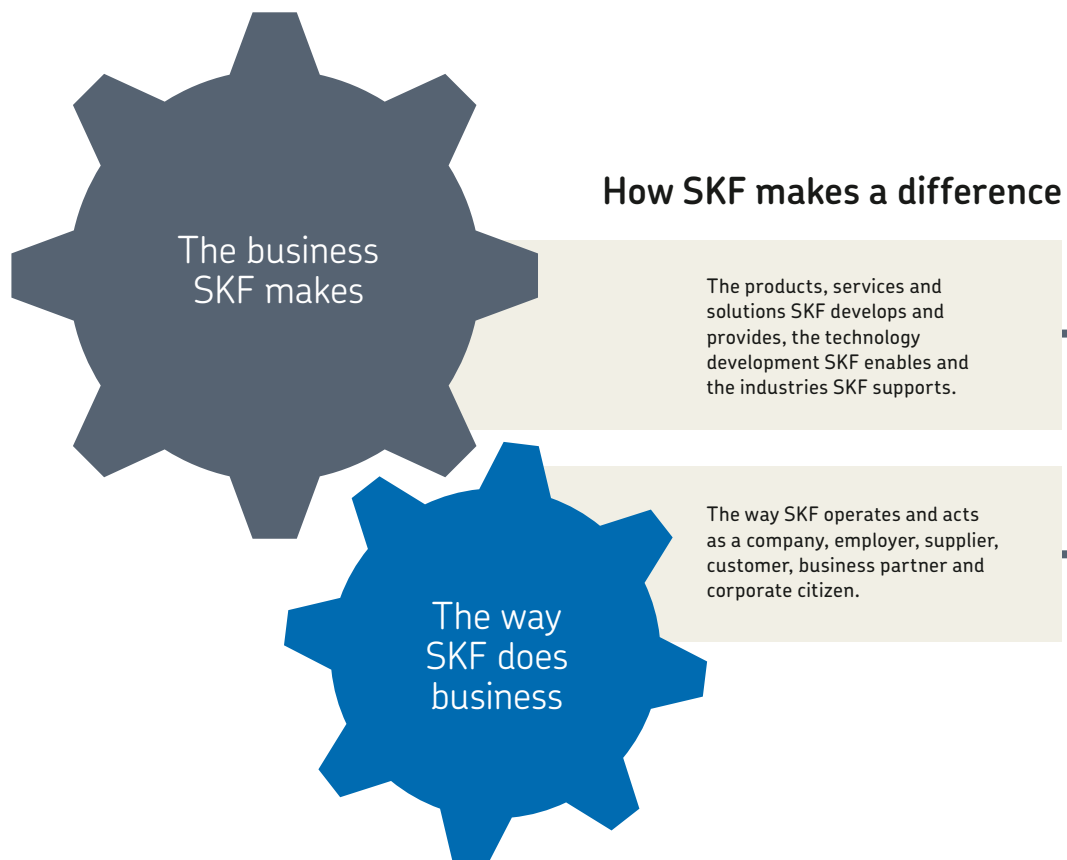 How SKF makes a difference
The business
SKF makes
The products, services and
solutions SKF develops and
provides, the technology
development SKF enables and
the industries SKF supports.
The way
SKF does
business
The way SKF operates and acts
as a company, employer, supplier,
customer, business partner and
corporate citizen.